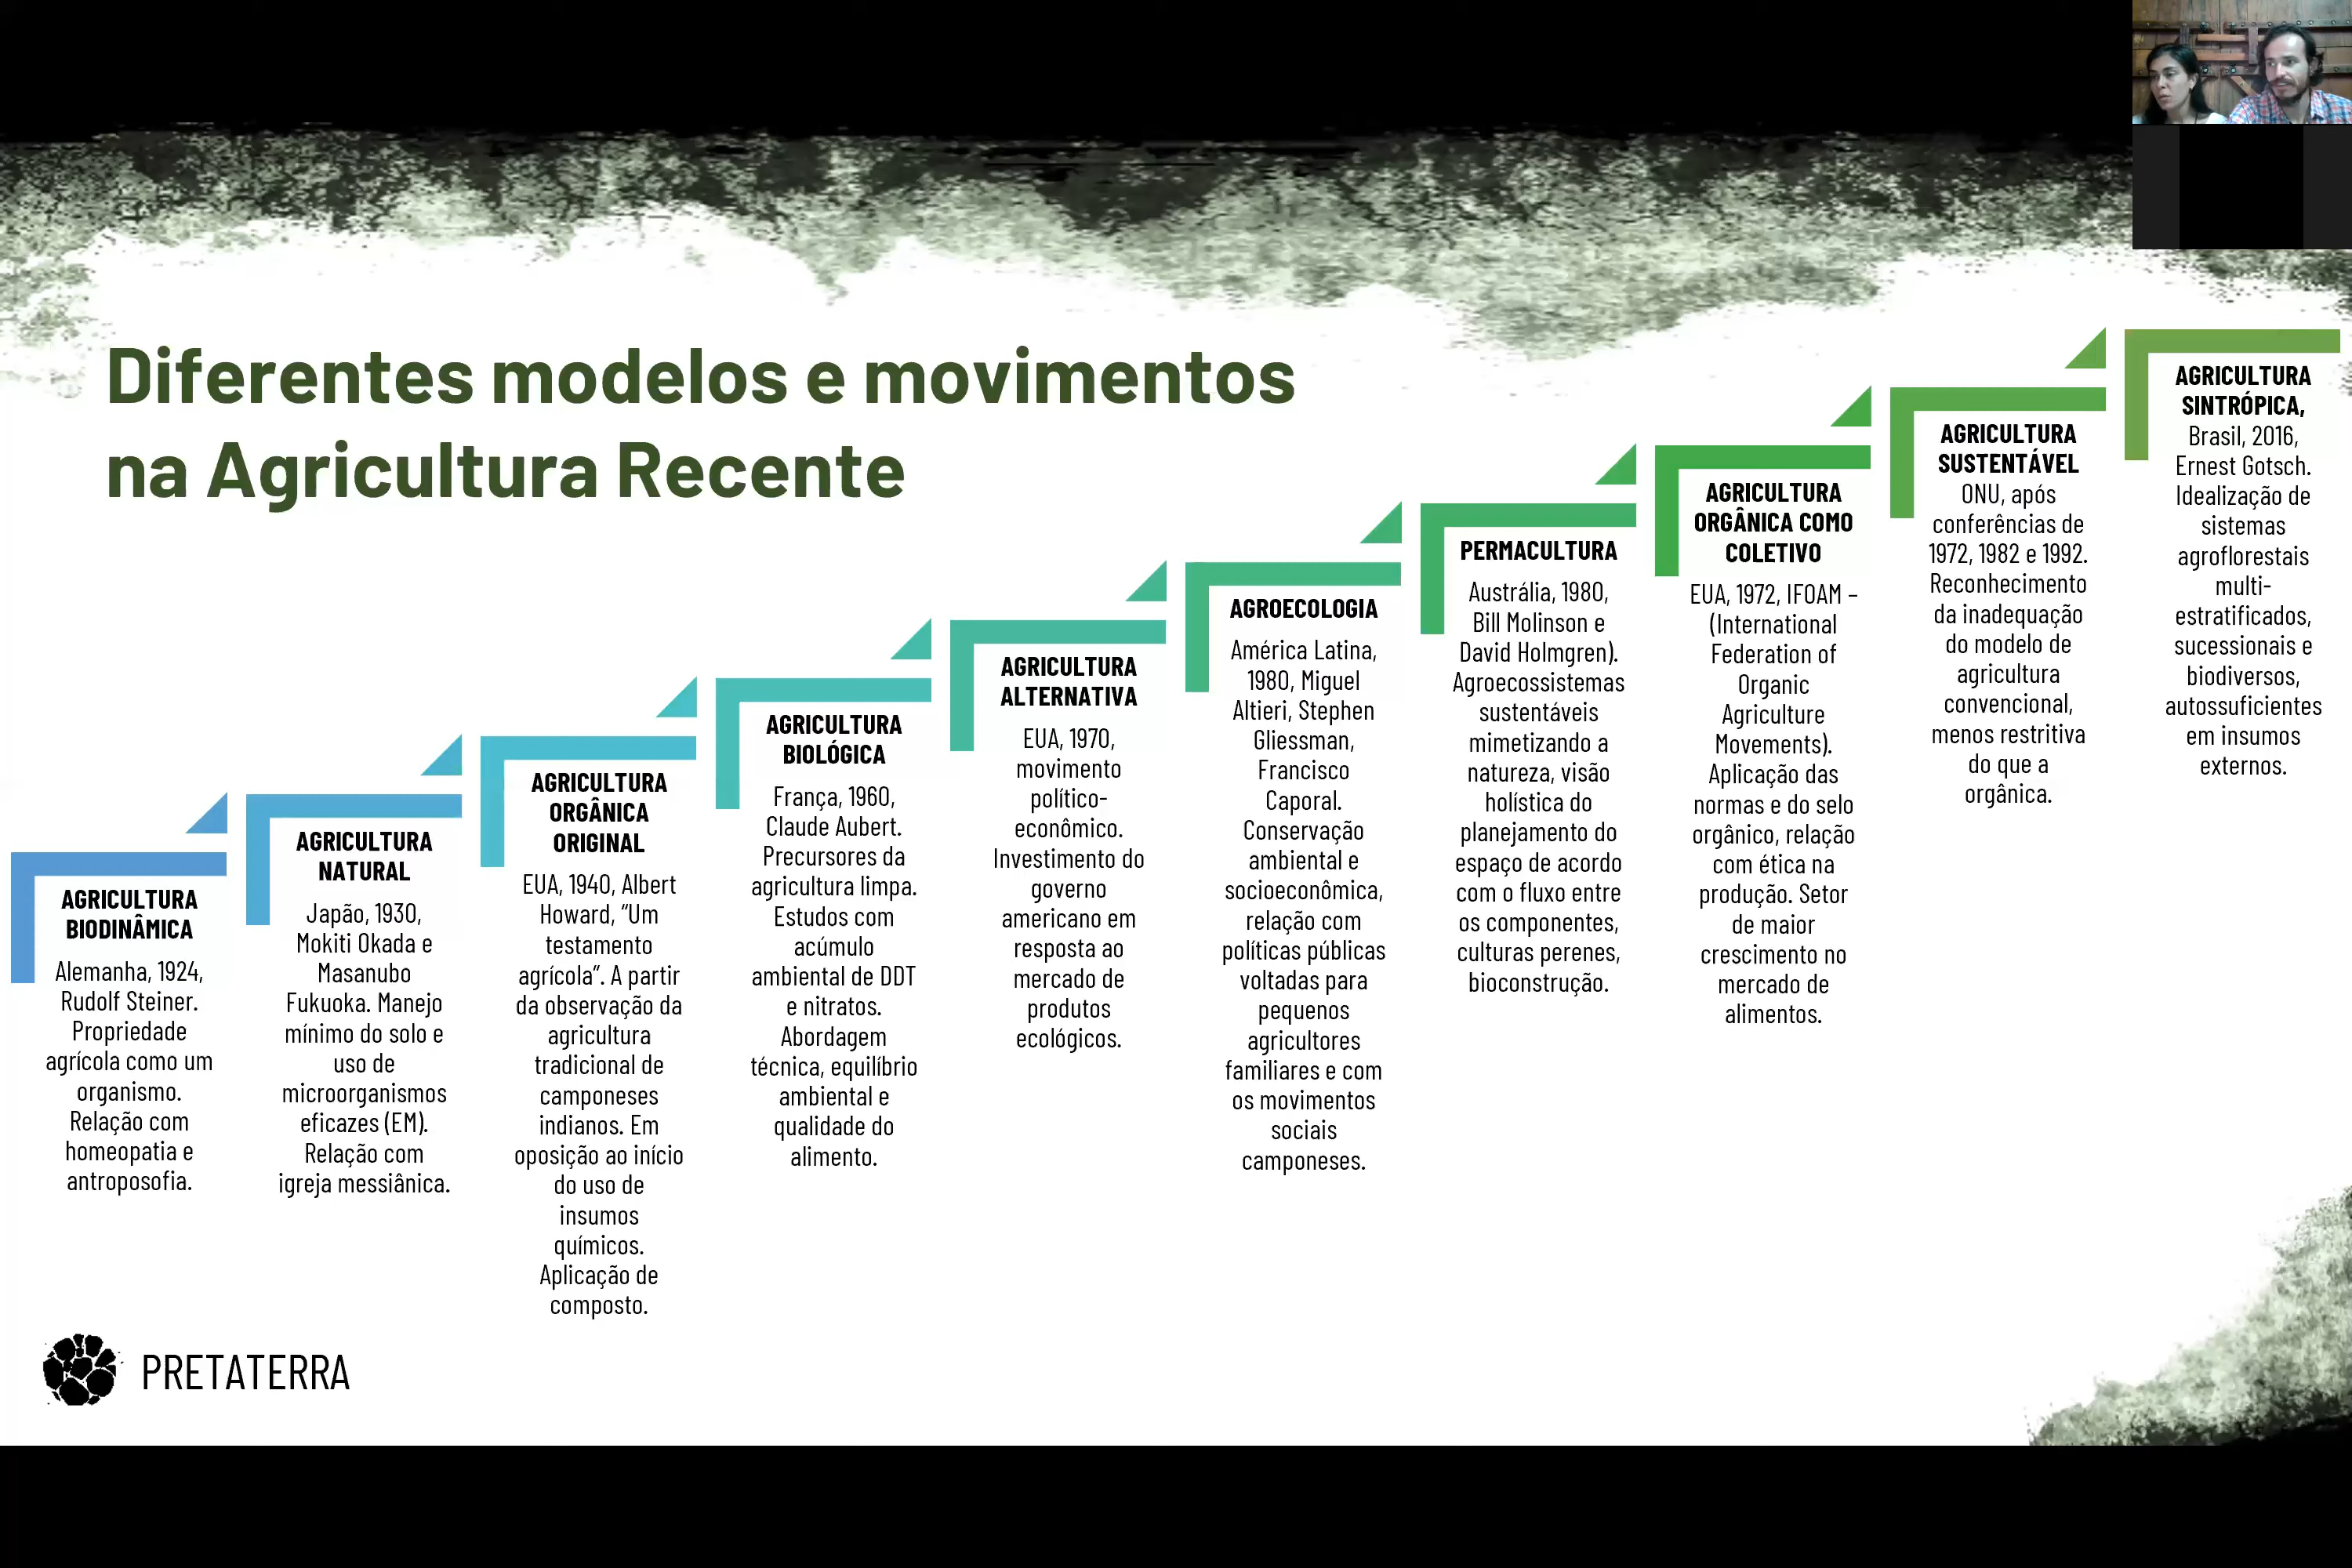 Diferentes modelos e movimentos
na Agricultura Recente
AGRICULTURA
BIODINÂMICA
Alemanha, 1924,
Rudolf Steiner.
Propriedade
agrícola como um
organismo.
Relação com
homeopatia e
antroposofia.
AGRICULTURA
NATURAL
Japão, 1930,
Mokiti Okada e
Masanubo
Fukuoka. Manejo
mínimo do solo e
uso de
microorganismos
eficazes (EM).
Relação com
igreja messiânica.
AGRICULTURA
ORGÂNICA
ORIGINAL
EUA, 1940, Albert
Howard, “Um
testamento
agrícola”. A partir
da observação da
agricultura
tradicional de
camponeses
indianos. Em
oposição ao início
do uso de
insumos
químicos.
Aplicação de
composto.
AGRICULTURA
BIOLÓGICA
França, 1960,
Claude Aubert.
Precursores da
agricultura limpa.
Estudos com
acúmulo
ambiental de DDT
e nitratos.
Abordagem
técnica, equilíbrio
ambiental e
qualidade do
alimento.
AGRICULTURA
ALTERNATIVA
EUA, 1970,
movimento
político-
econômico.
Investimento do
governo
americano em
resposta ao
mercado de
produtos
ecológicos.
AGROECOLOGIA
América Latina,
1980, Miguel
Altieri, Stephen
Gliessman,
Francisco
Caporal.
Conservação
ambiental e
socioeconômica,
relação com
políticas públicas
voltadas para
pequenos
agricultores
familiares e com
os movimentos
sociais
camponeses.
PERMACULTURA
Austrália, 1980,
Bill Molinson e
David Holmgren).
Agroecossistemas
sustentáveis
mimetizando a
natureza, visão
holística do
planejamento do
espaço de acordo
com o fluxo entre
os componentes,
culturas perenes,
bioconstrução.
AGRICULTURA
ORGÂNICA COMO
COLETIVO
EUA, 1972, IFOAM –
(International
Federation of
Organic
Agriculture
Movements).
Aplicação das
normas e do selo
orgânico, relação
com ética na
produção. Setor
de maior
crescimento no
mercado de
alimentos.
AGRICULTURA
SUSTENTÁVEL
ONU, após
conferências de
1972, 1982 e 1992.
Reconhecimento
da inadequação
do modelo de
agricultura
convencional,
menos restritiva
do que a
orgânica.
AGRICULTURA
SINTRÓPICA,
Brasil, 2016,
Ernest Gotsch.
Idealização de
sistemas
agroflorestais
multi-
estratificados,
sucessionais e
biodiversos,
autossuficientes
em insumos
externos.
PRETATERRA